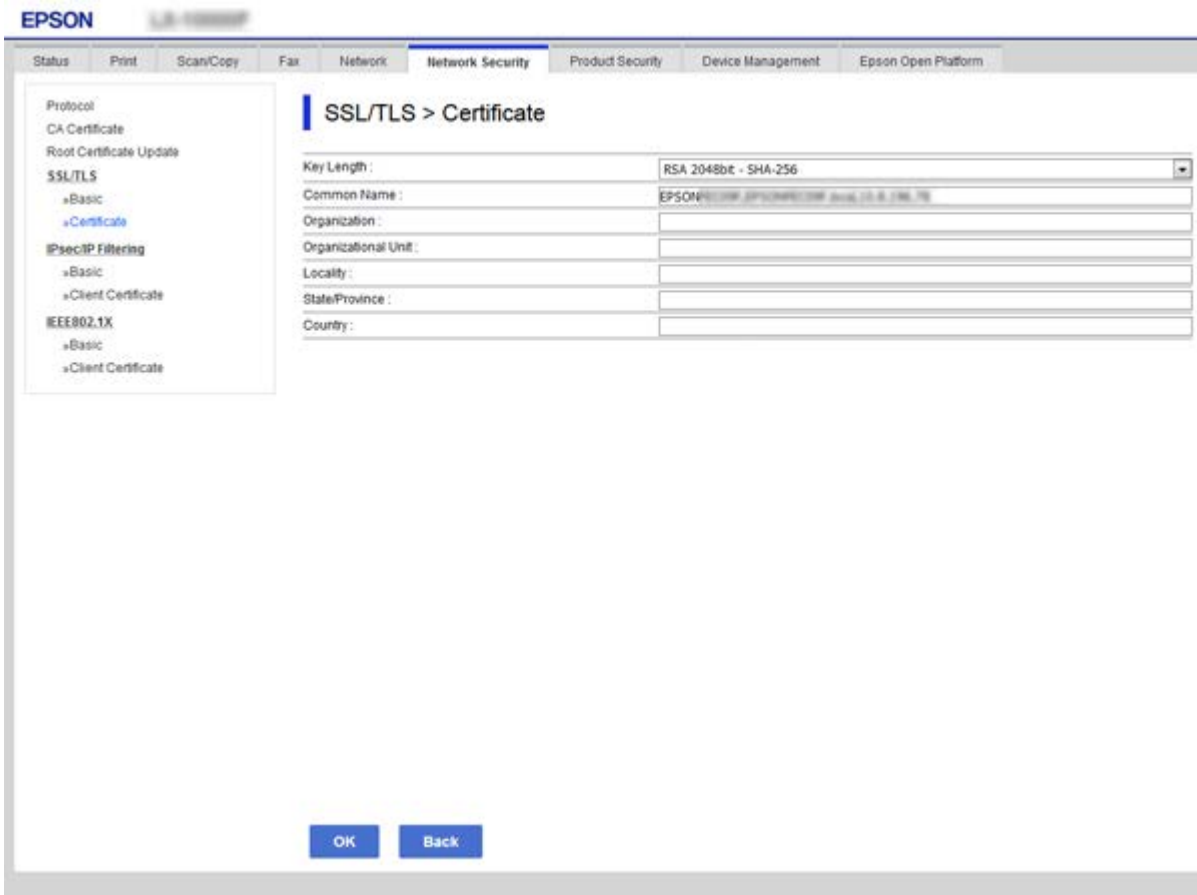 EPSON
Status Print Scan/Copy Fax Network Network Security Product Security Device Management Epson Open Platform
Protocol
CA Certificate
Root Certificate Update
SSL/TLS
»Basic
»Certificate
IPsec/IP Filtering
»Basic
»Client Certificate
IEEE802.1X
»Basic
»Client Certificate
SSL/TLS > Certificate
Key Length : RSA 2048bit - SHA-256
Common Name : EPSON
Organization :
Organizational Unit :
Locality :
State/Province :
Country :
OK Back